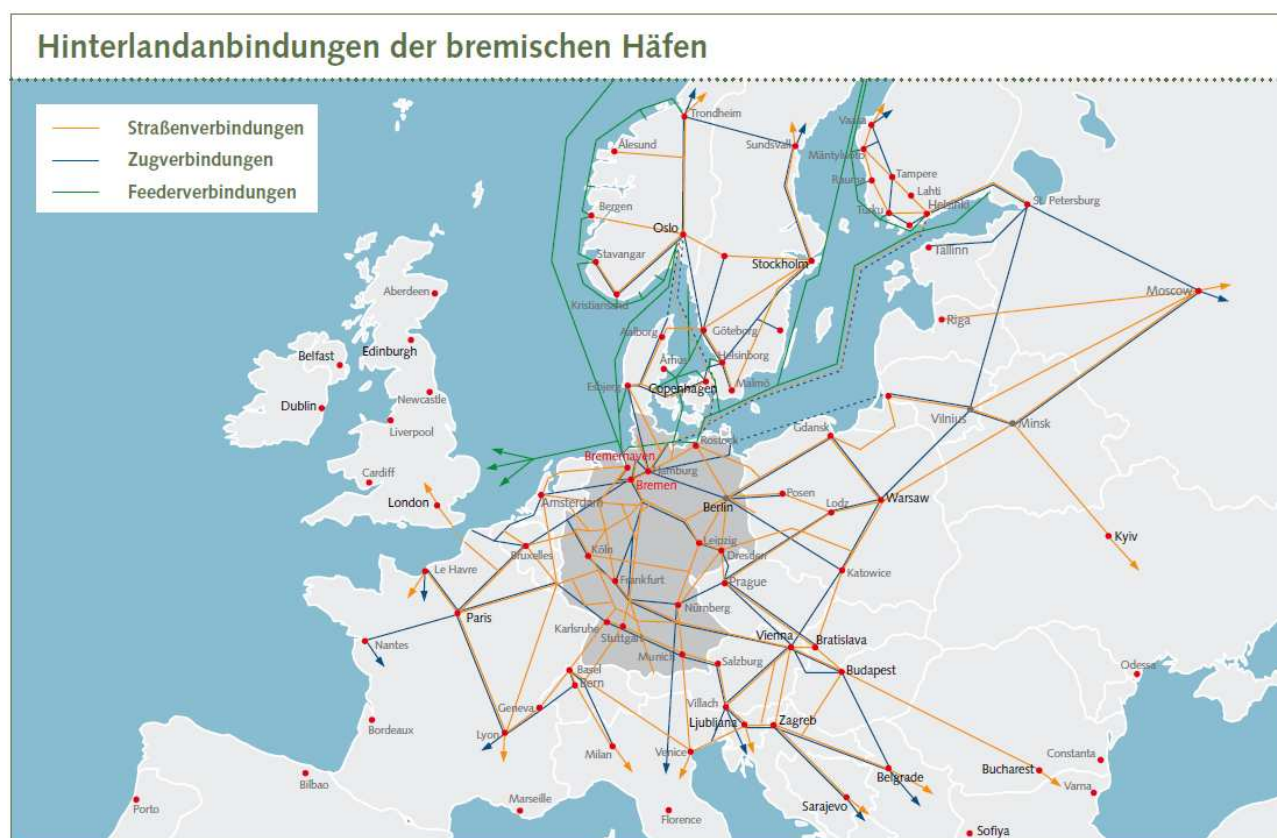 Hinterlandanbindungen der bremischen Häfen
Straßenverbindungen
Zugverbindungen
Feederverbindungen
Trondheim
Ålesund
Sundsvall
Vaasa
Mäntyluoto
Tampere
Rauma
Lahti
Turku
Helsinki
St. Petersburg
Bergen
Oslo
Stavangar
Stockholm
Tallinn
Kristiansand
Moscow
Aberdeen
Riga
Aalborg
Göteborg
Edinburgh
Belfast
Århus
Helsinborg
Esbjerg
Copenhagen
Malmö
Newcastle
Dublin
Liverpool
Vilnius
Minsk
Gdansk
Rostock
Bremerhaven
Hamburg
Cardiff
Bremen
London
Amsterdam
Berlin
Posen
Lodz
Warsaw
Kyiv
Bruxelles
Köln
Leipzig
Dresden
Le Havre
Frankfurt
Prague
Katowice
Paris
Nürnberg
Karlsruhe
Stuttgart
Vienna
Bratislava
Nantes
Munich
Salzburg
Budapest
Odessa
Basel
Bern
Geneva
Villach
Bordeaux
Lyon
Ljubljana
Zagreb
Milan
Venice
Constanta
Bilbao
Belgrade
Bucharest
Varna
Porto
Marseille
Florence
Sarajevo
Sofiya